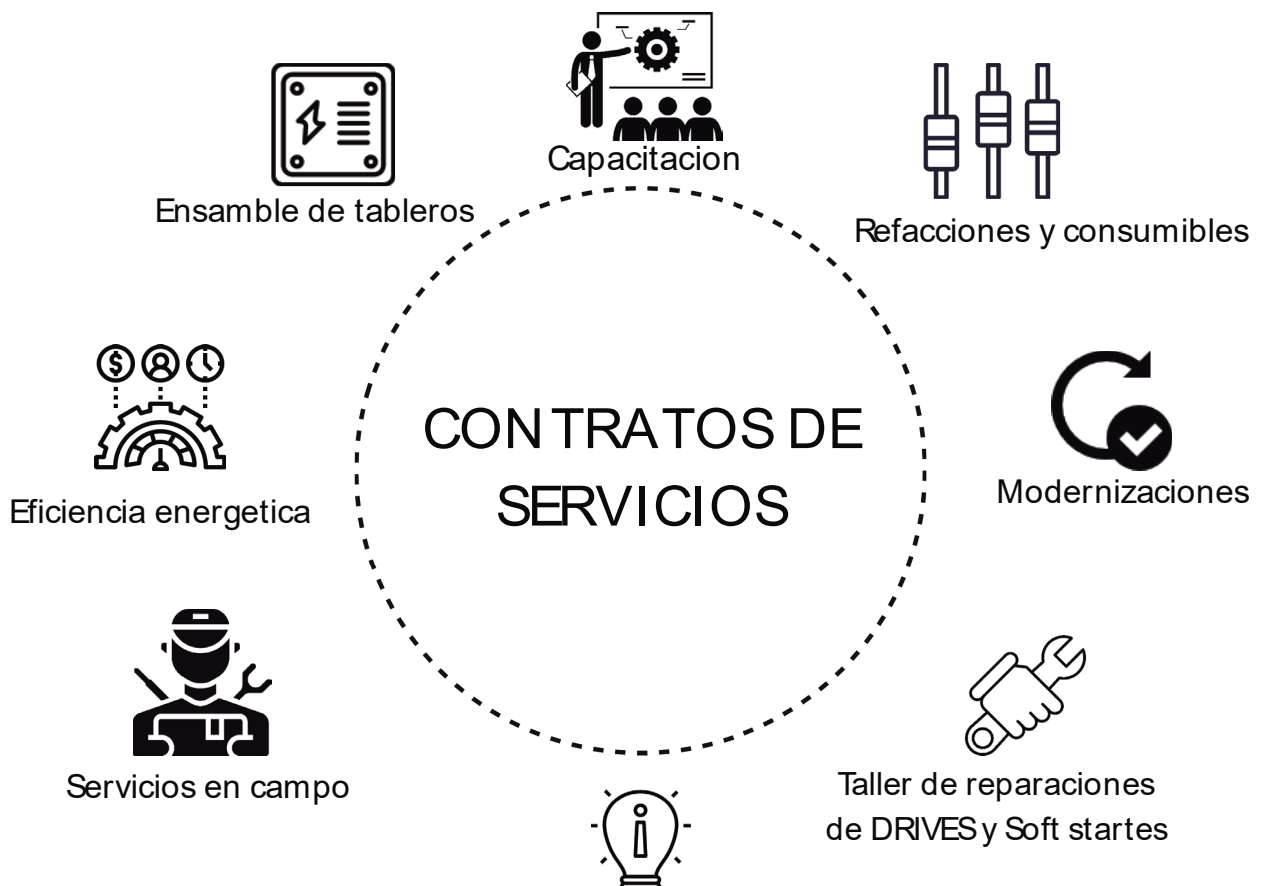 Capacitacion
Ensamble de tableros
Refacciones y consumibles
CONTRATOS DE
SERVICIOS
Eficiencia energetica
Modernizaciones
Servicios en campo
Taller de reparaciones
de DRIVES y Soft startes